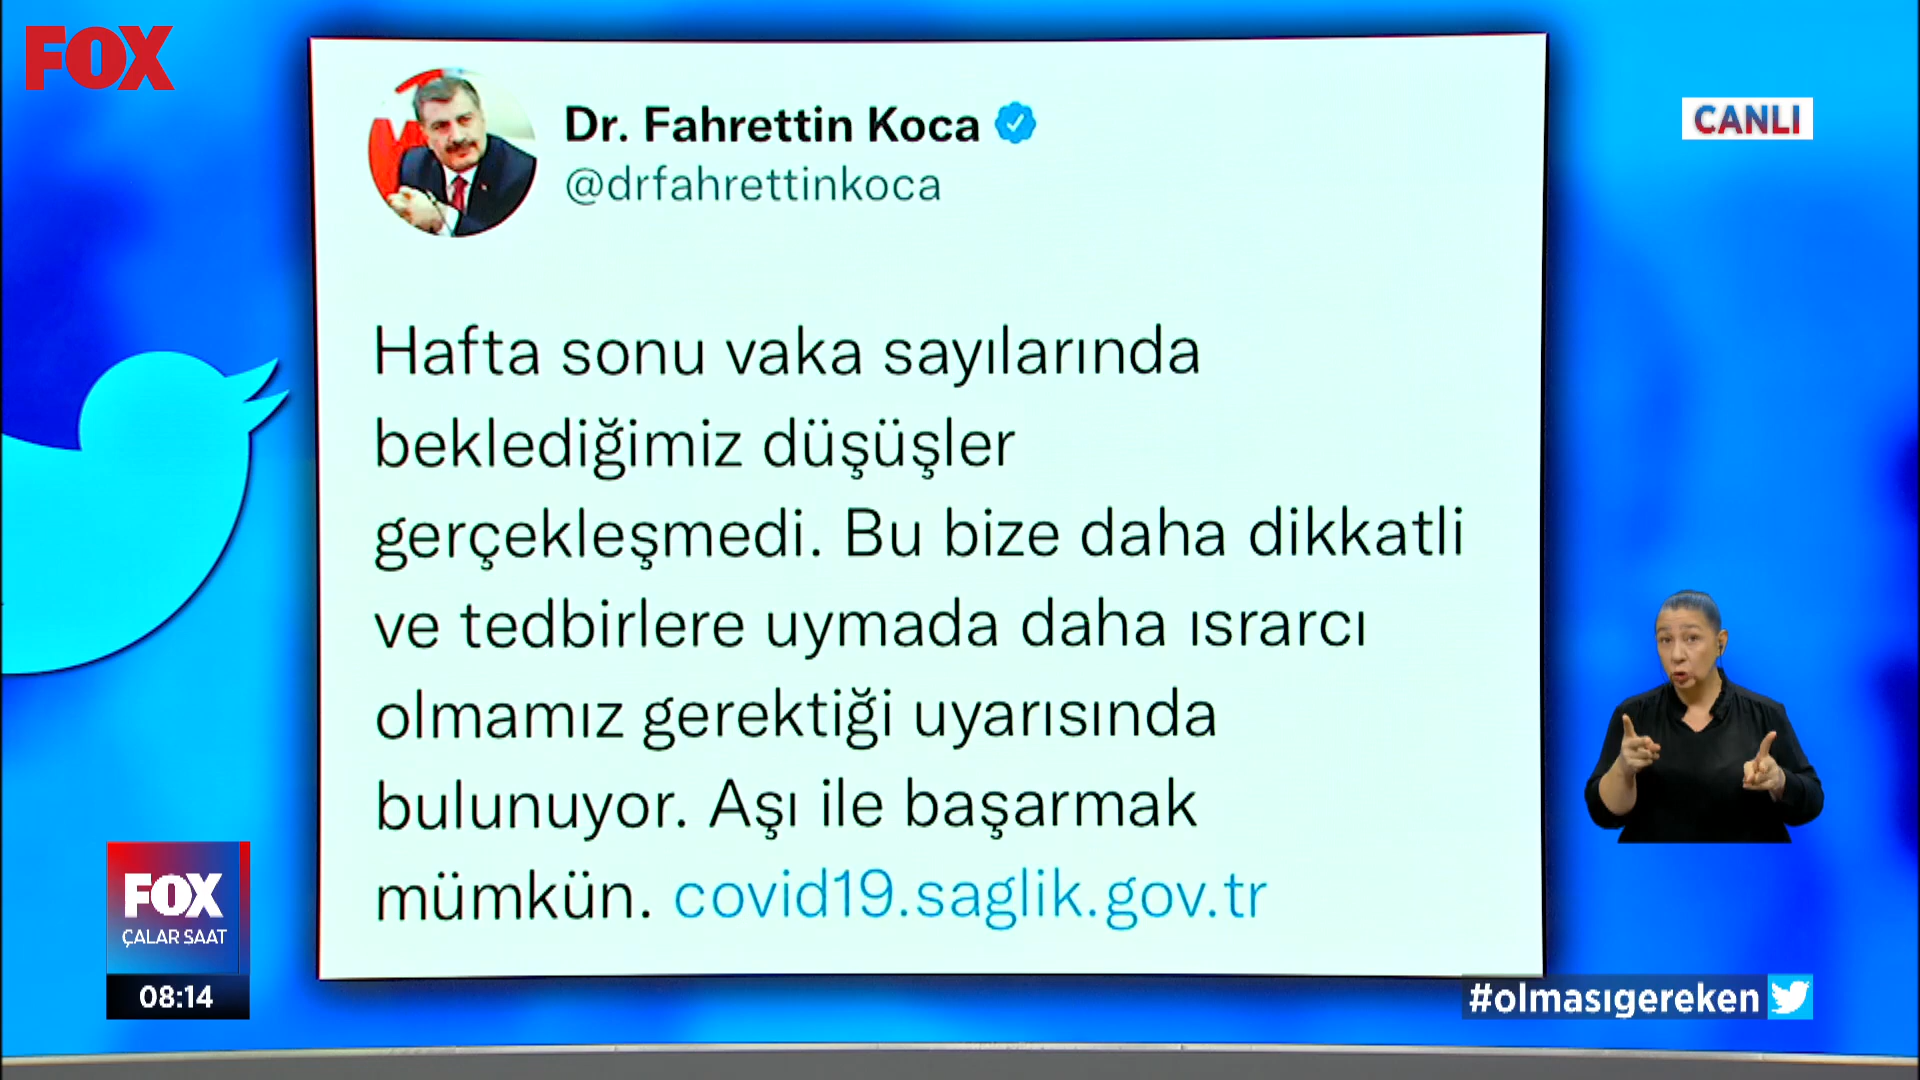 FOX
CANLI
Dr. Fahrettin Koca
@drfahrettinkoca
Hafta sonu vaka sayılarında
beklediğimiz düşüşler
gerçekleşmedi. Bu bize daha dikkatli
ve tedbirlere uymada daha ısrarcı
olmamız gerektiği uyarısında
bulunuyor. Aşı ile başarmak
mümkün. covid19.saglik.gov.tr
FOX
ÇALAR SAAT
08:14
#olmasıgereken